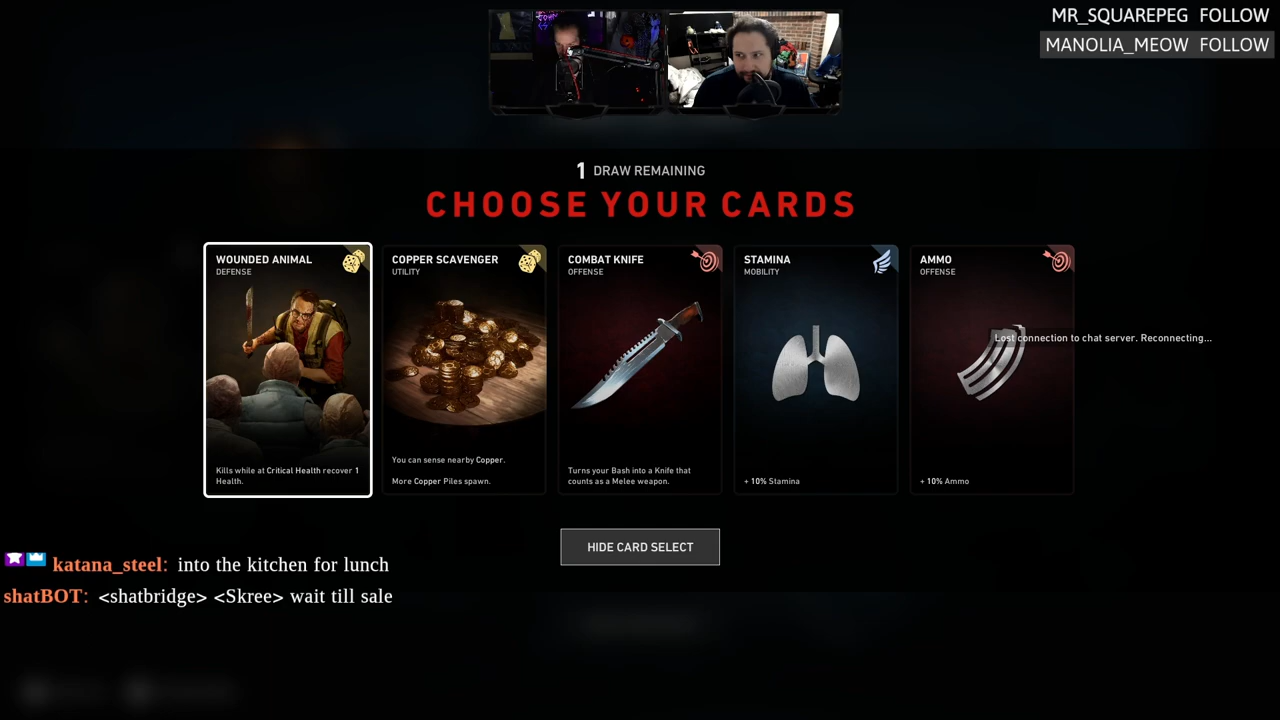 MR_SQUAREPEG FOLLOW
MANOLIA_MEOW FOLLOW
1 DRAW REMAINING
CHOOSE YOUR CARDS
WOUNDED ANIMAL
DEFENSE
Kills while at Critical Health recover 1
Health.
COPPER SCAVENGER
UTILITY
You can sense nearby Copper.
More Copper Piles spawn.
COMBAT KNIFE
OFFENSE
Turns your Bash into a Knife that
counts as a Melee weapon.
STAMINA
MOBILITY
+ 10% Stamina
AMMO
OFFENSE
+ 10% Ammo
Lost connection to chat server. Reconnecting...
HIDE CARD SELECT
katana_steel: into the kitchen for lunch
shatBOT: <shatbridge> <Skree> wait till sale